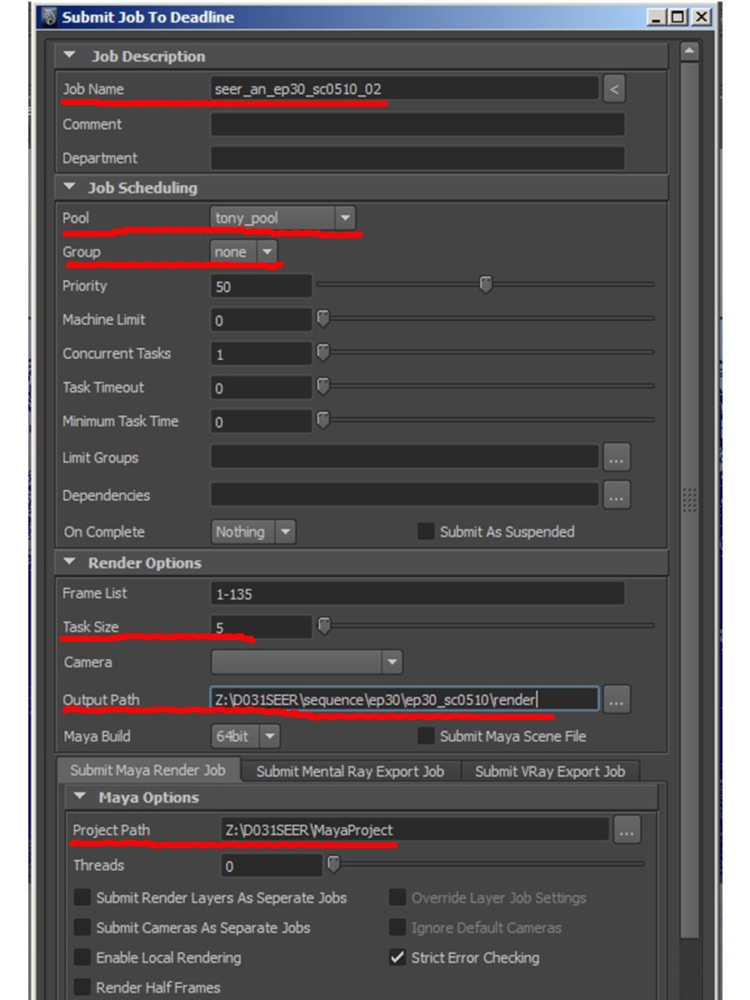 Submit Job To Deadline
Job Description
Job Name seer_an_ep30_sc0510_02 <
Comment
Department
Job Scheduling
Pool tony_pool
Group none
Priority 50
Machine Limit 0
Concurrent Tasks 1
Task Timeout 0
Minimum Task Time 0
Limit Groups ...
Dependencies ...
On Complete Nothing Submit As Suspended
Render Options
Frame List 1-135
Task Size 5
Camera
Output Path Z:\D031SEER\sequence\ep30\ep30_sc0510\render ...
Maya Build 64bit Submit Maya Scene File
Submit Maya Render Job Submit Mental Ray Export Job Submit VRay Export Job
Maya Options
Project Path Z:\D031SEER\MayaProject ...
Threads 0
Submit Render Layers As Seperate Jobs Override Layer Job Settings
Submit Cameras As Separate Jobs Ignore Default Cameras
Enable Local Rendering Strict Error Checking
Render Half Frames